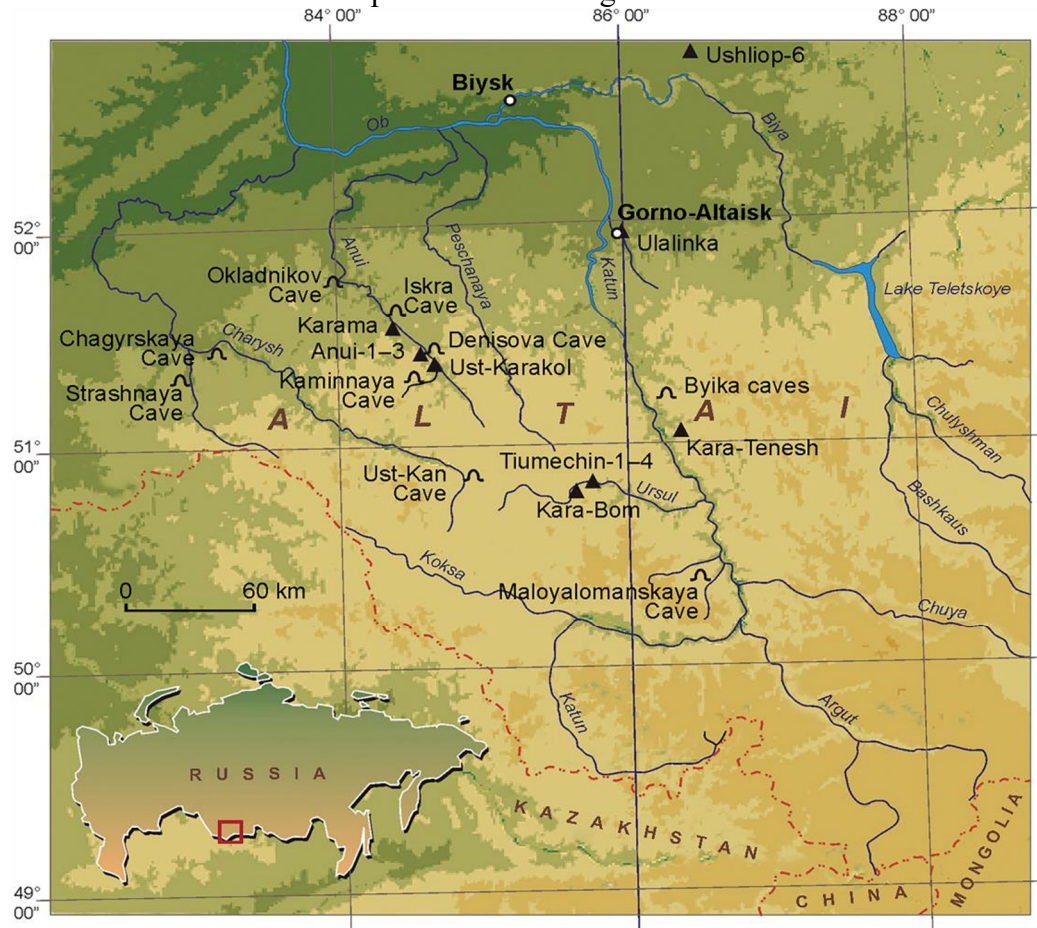 84° 00” 86° 00” 88° 00”
Ushliop-6
Biysk
Ob
Biya
52°
00”
Gorno-Altaisk
Ulalinka
Anui
Peschanaya
Katun
Okladnikov
Cave
Iskra
Cave
Lake Teletskoye
Karama
Chagyrskaya
Cave
Charysh
Anui-1–3
Denisova Cave
Ust-Karakol
Strashnaya
Cave
Kaminnaya
Cave
Byika caves
A L T A I
Chulyshman
Kara-Tenesh
51°
00”
Tiumechin-1–4
Ust-Kan
Cave
Ursul
Kara-Bom
Bashkaus
Koksa
0 60 km
Maloyalomanskaya
Cave
Chuya
50°
00”
Katun
Argut
RUSSIA
KAZAKHSTAN
CHINA
MONGOLIA
49°
00”